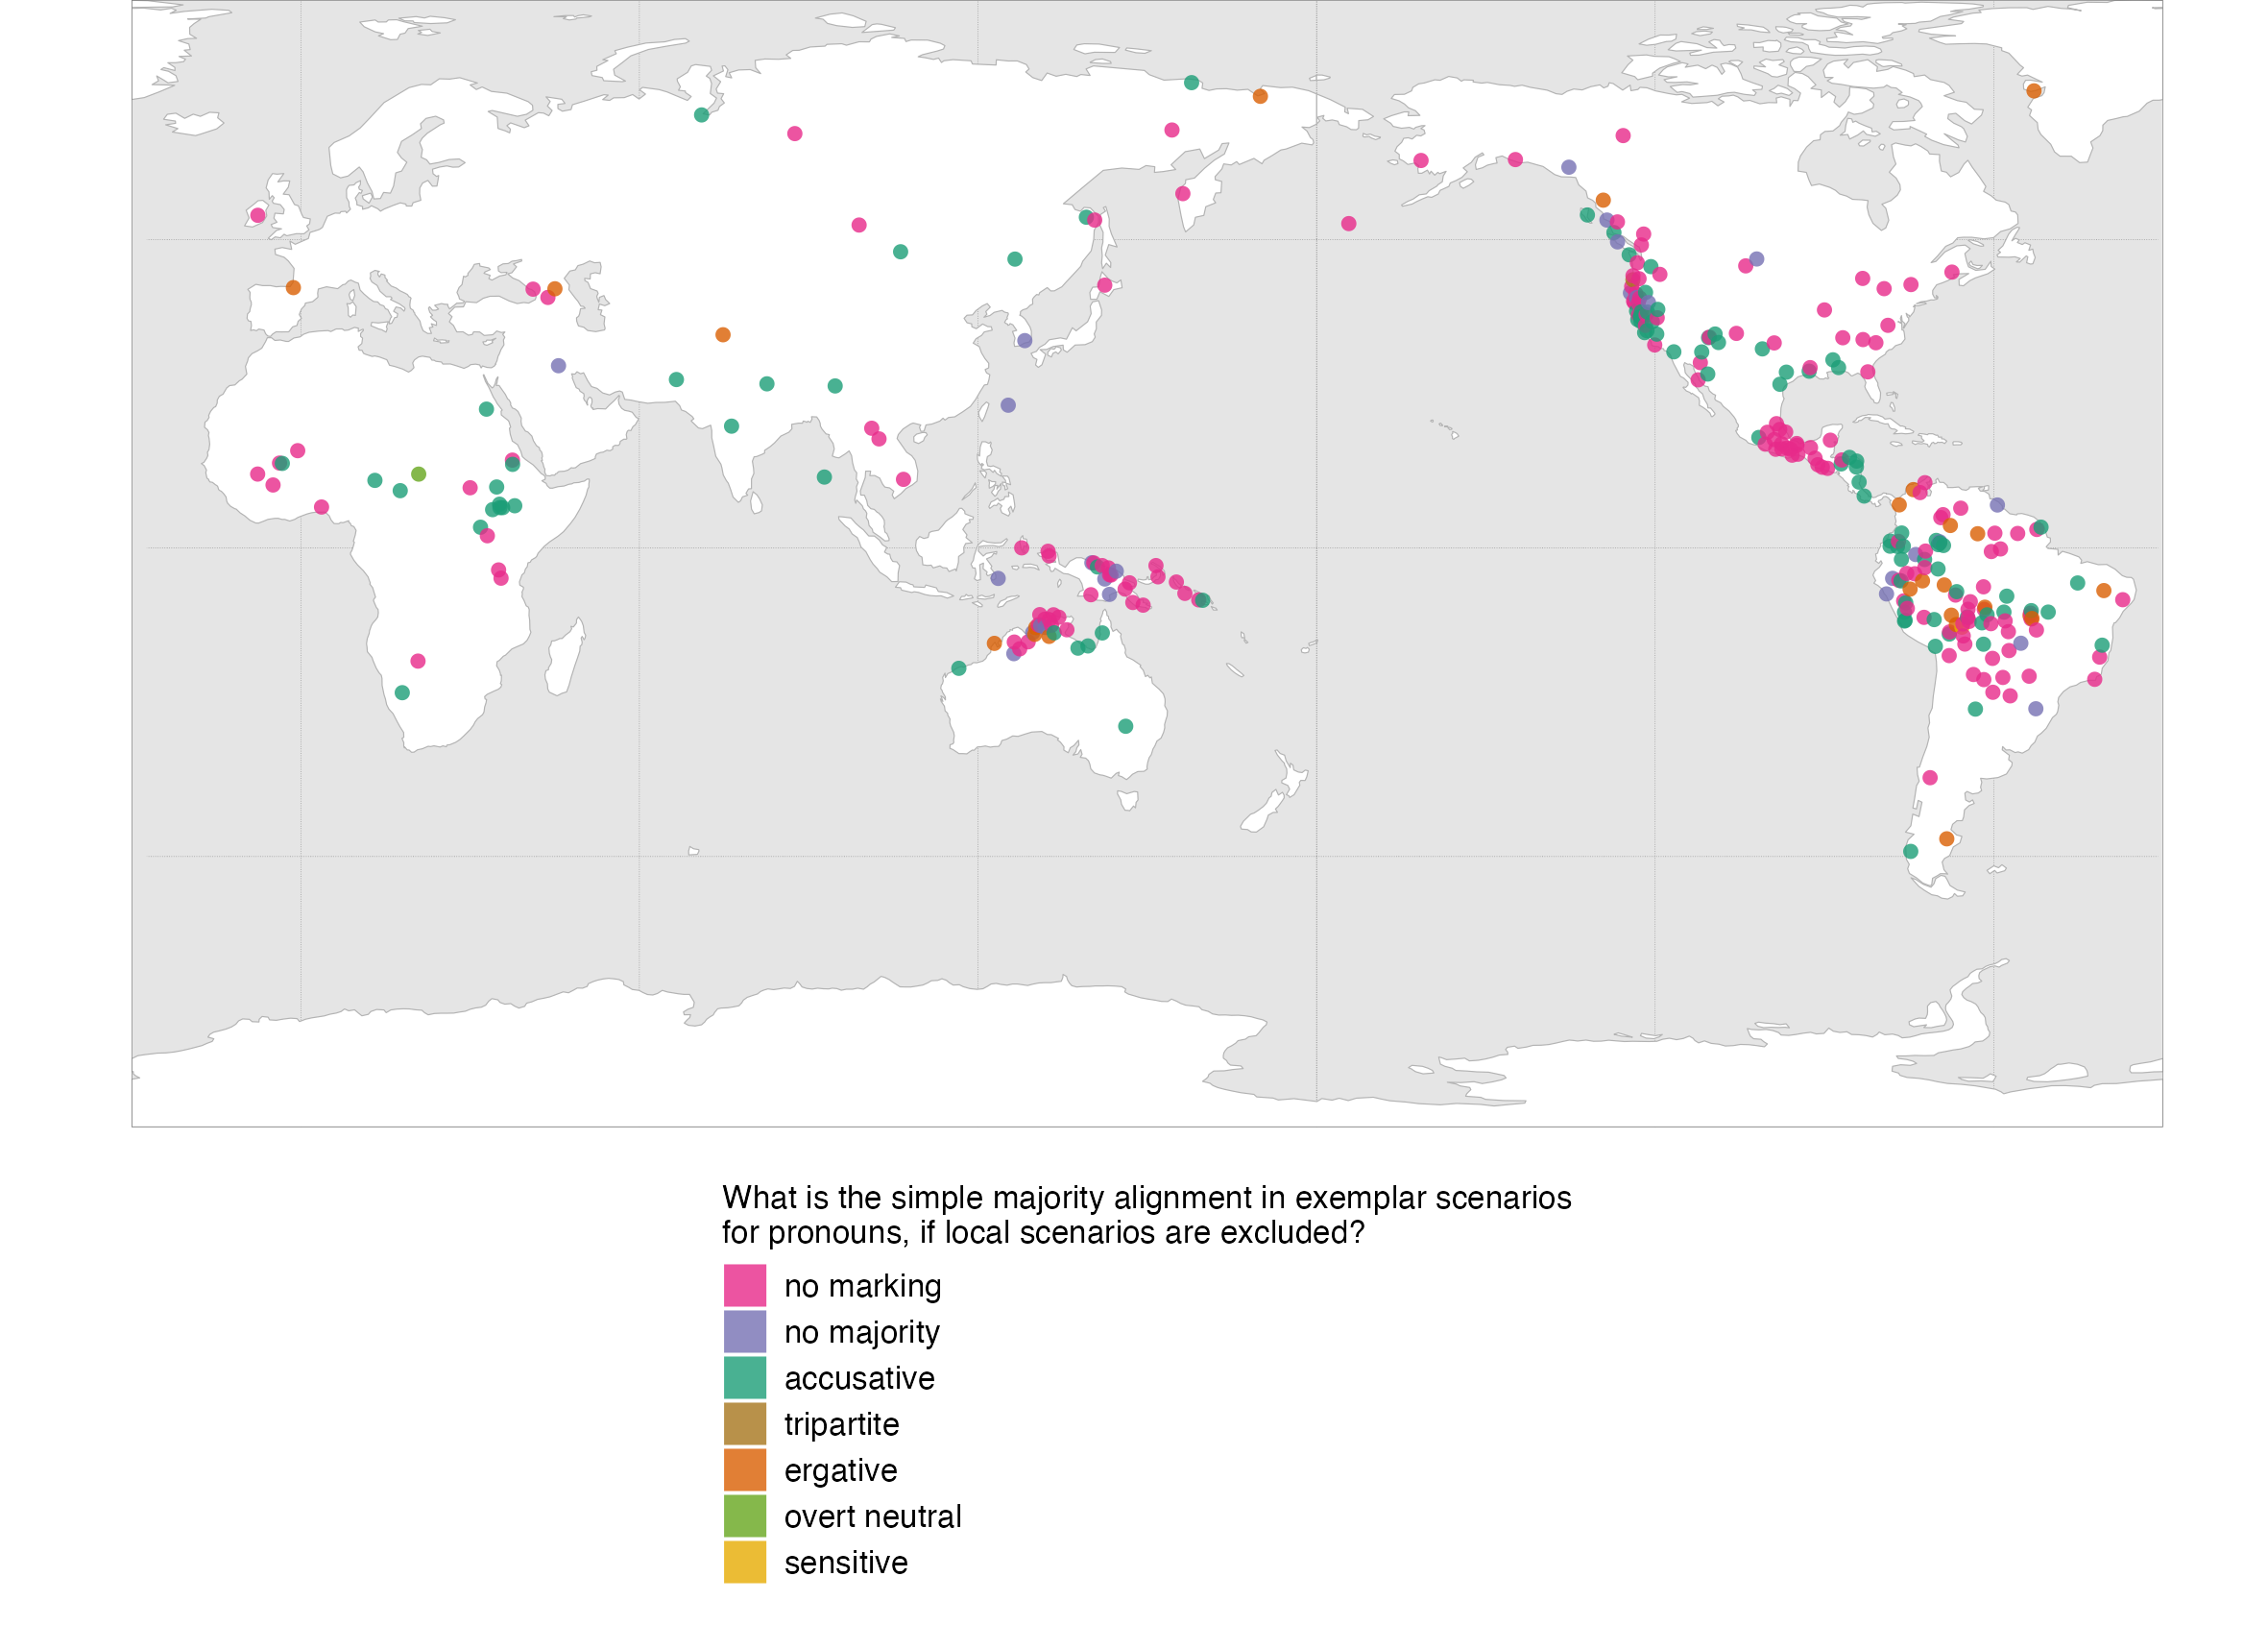 What is the simple majority alignment in exemplar scenarios
for pronouns, if local scenarios are excluded?
no marking
no majority
accusative
tripartite
ergative
overt neutral
sensitive